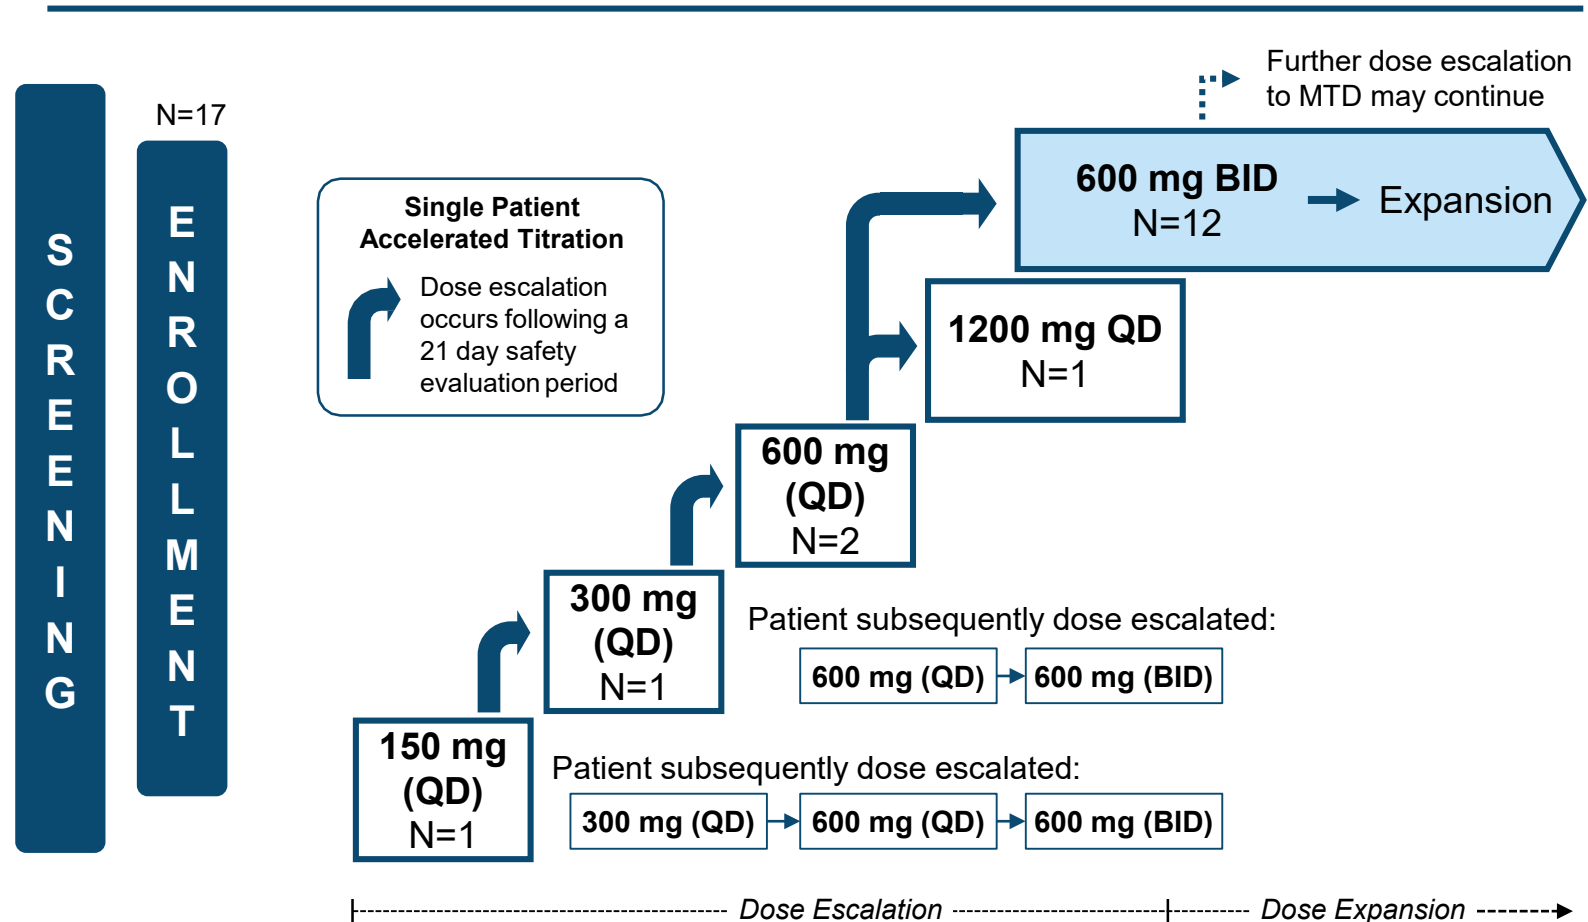 SCREENING
N=17
ENROLLMENT
Single Patient
Accelerated Titration
Dose escalation
occurs following a
21 day safety
evaluation period
Further dose escalation
to MTD may continue
600 mg BID
N=12
Expansion
1200 mg QD
N=1
600 mg
(QD)
N=2
300 mg
(QD)
N=1
Patient subsequently dose escalated:
600 mg (QD)
600 mg (BID)
150 mg
(QD)
N=1
Patient subsequently dose escalated:
300 mg (QD)
600 mg (QD)
600 mg (BID)
Dose Escalation
Dose Expansion